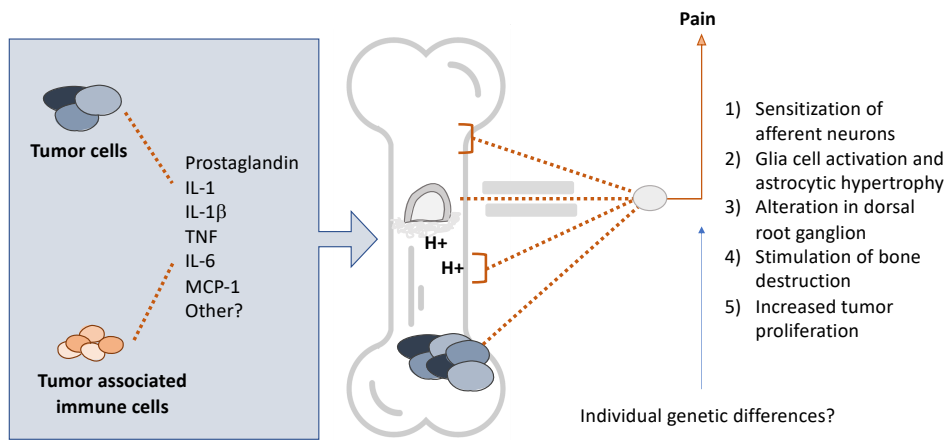 Pain
Tumor cells
Prostaglandin
IL-1
IL-1β
TNF
IL-6
MCP-1
Other?
Tumor associated
immune cells
H+
H+
1) Sensitization of
afferent neurons
2) Glia cell activation and
astrocytic hypertrophy
3) Alteration in dorsal
root ganglion
4) Stimulation of bone
destruction
5) Increased tumor
proliferation
Individual genetic differences?